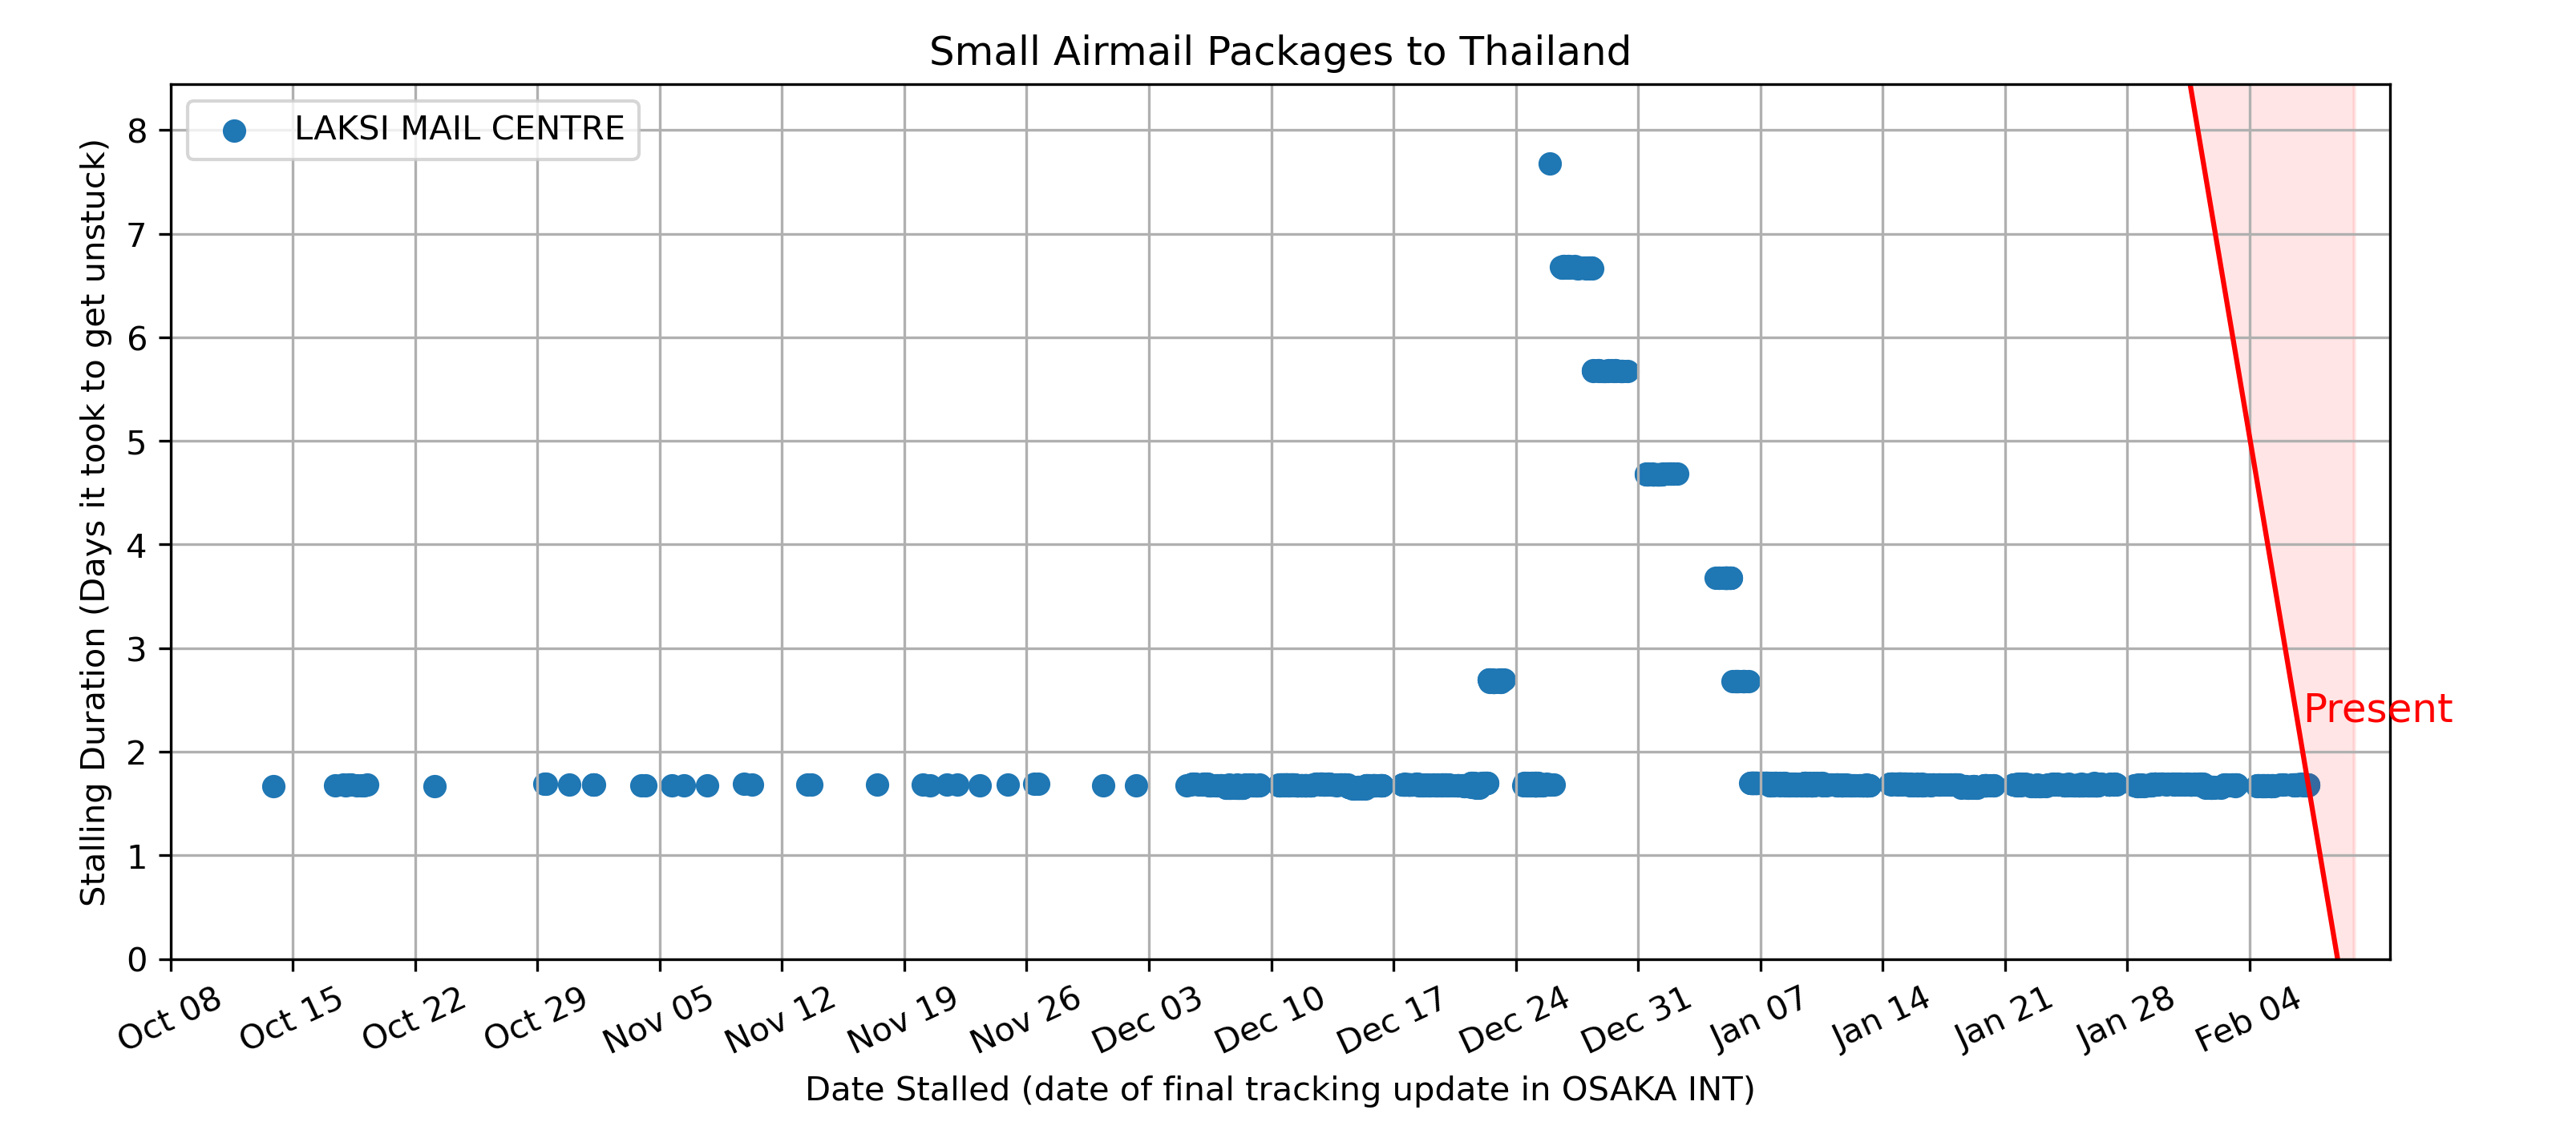 Small Airmail Packages to Thailand
LAKSI MAIL CENTRE
Stalling Duration (Days it took to get unstuck)
8
7
6
5
4
3
2
1
0
Present
Oct 08
Oct 15
Oct 22
Oct 29
Nov 05
Nov 12
Nov 19
Nov 26
Dec 03
Dec 10
Dec 17
Dec 24
Dec 31
Jan 07
Jan 14
Jan 21
Jan 28
Feb 04
Date Stalled (date of final tracking update in OSAKA INT)